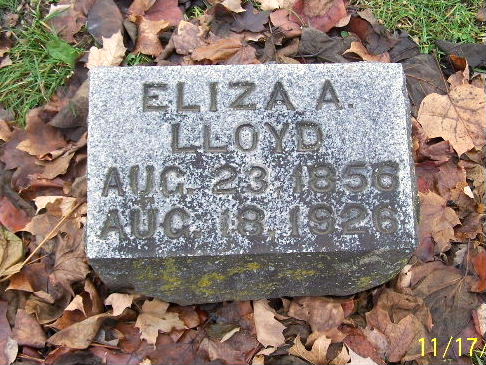 ELIZA A.
LLOYD
AUG. 23, 1856
AUG. 18, 1926
11/17/